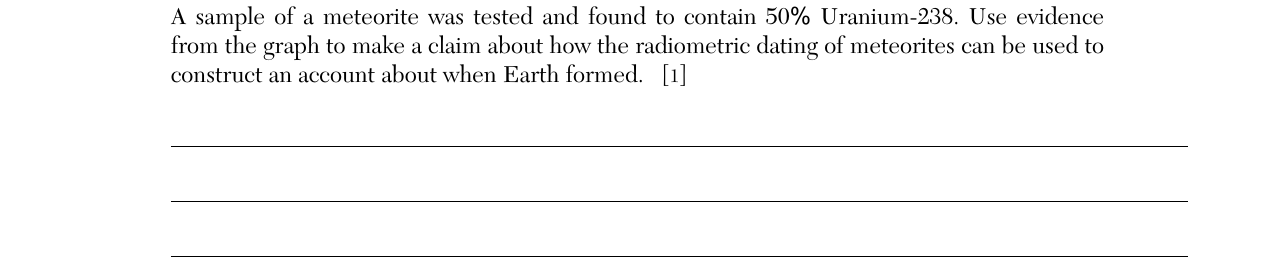 A sample of a meteorite was tested and found to contain 50% Uranium-238. Use evidence
from the graph to make a claim about how the radiometric dating of meteorites can be used to
construct an account about when Earth formed. [1]